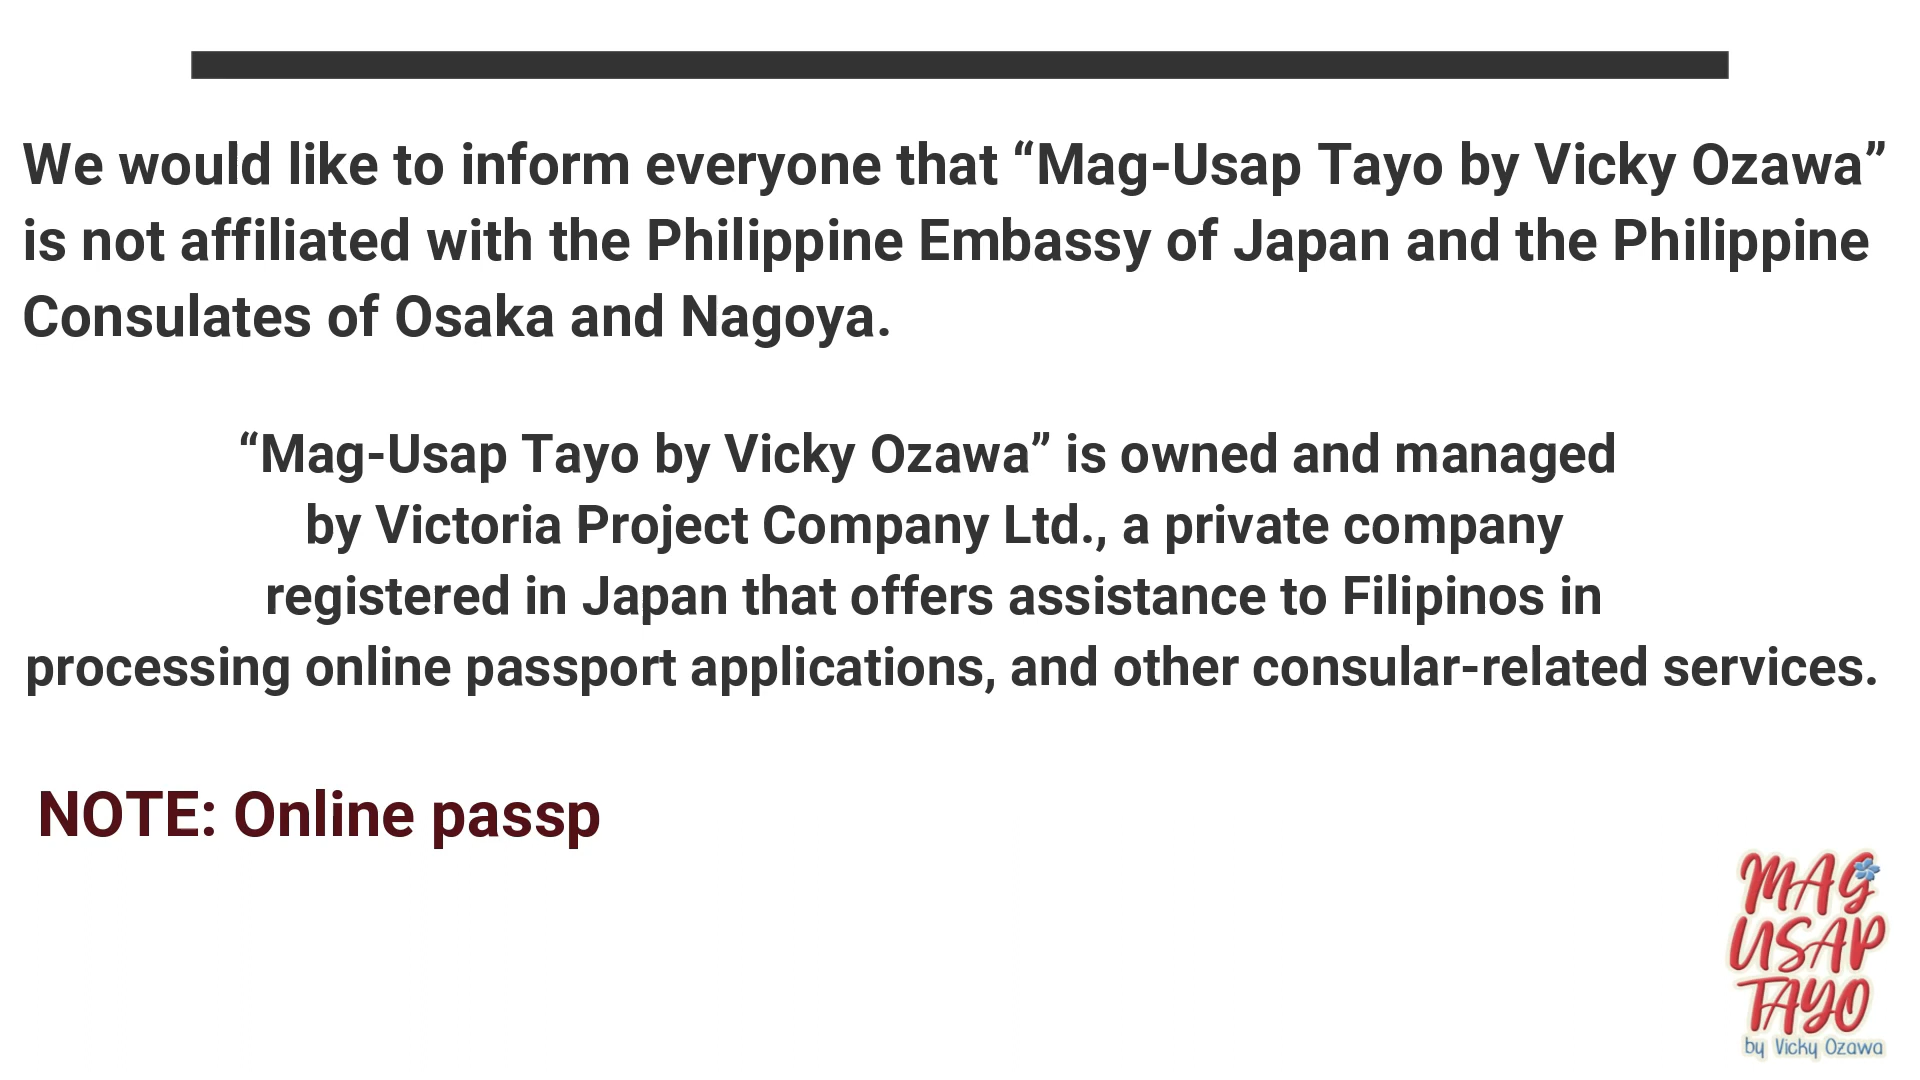 We would like to inform everyone that “Mag-Usap Tayo by Vicky Ozawa”
is not affiliated with the Philippine Embassy of Japan and the Philippine
Consulates of Osaka and Nagoya.
“Mag-Usap Tayo by Vicky Ozawa” is owned and managed
by Victoria Project Company Ltd., a private company
registered in Japan that offers assistance to Filipinos in
processing online passport applications, and other consular-related services.
NOTE: Online passp
MAG
USAP
TAYO
by Vicky Ozawa